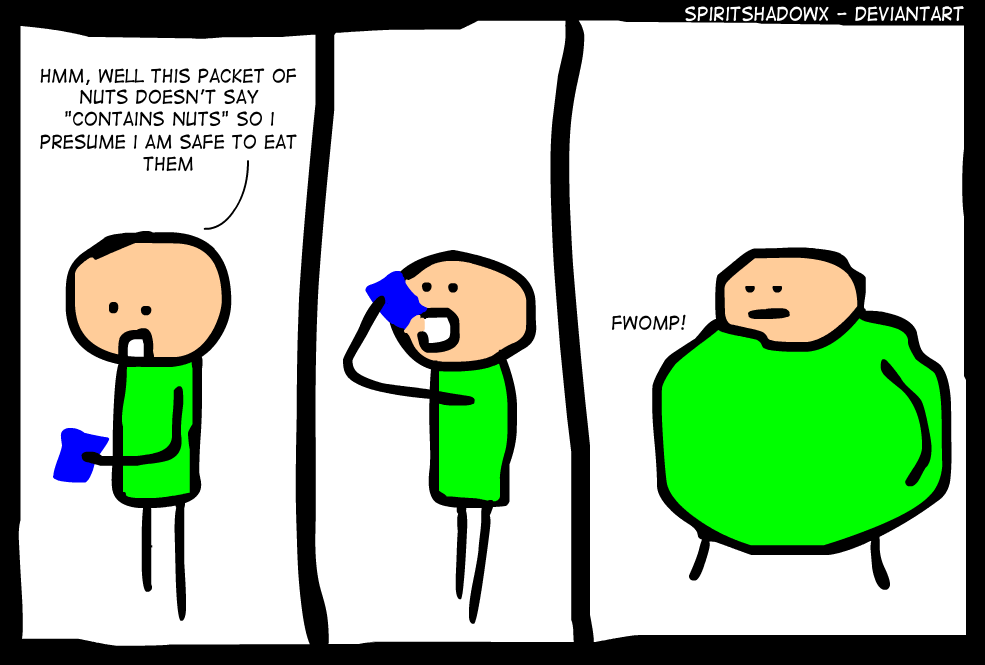 SPIRITSHADOWX - DEVIANTART
HMM, WELL THIS PACKET OF
NUTS DOESN'T SAY
"CONTAINS NUTS" SO I
PRESUME I AM SAFE TO EAT
THEM
FWOMP!